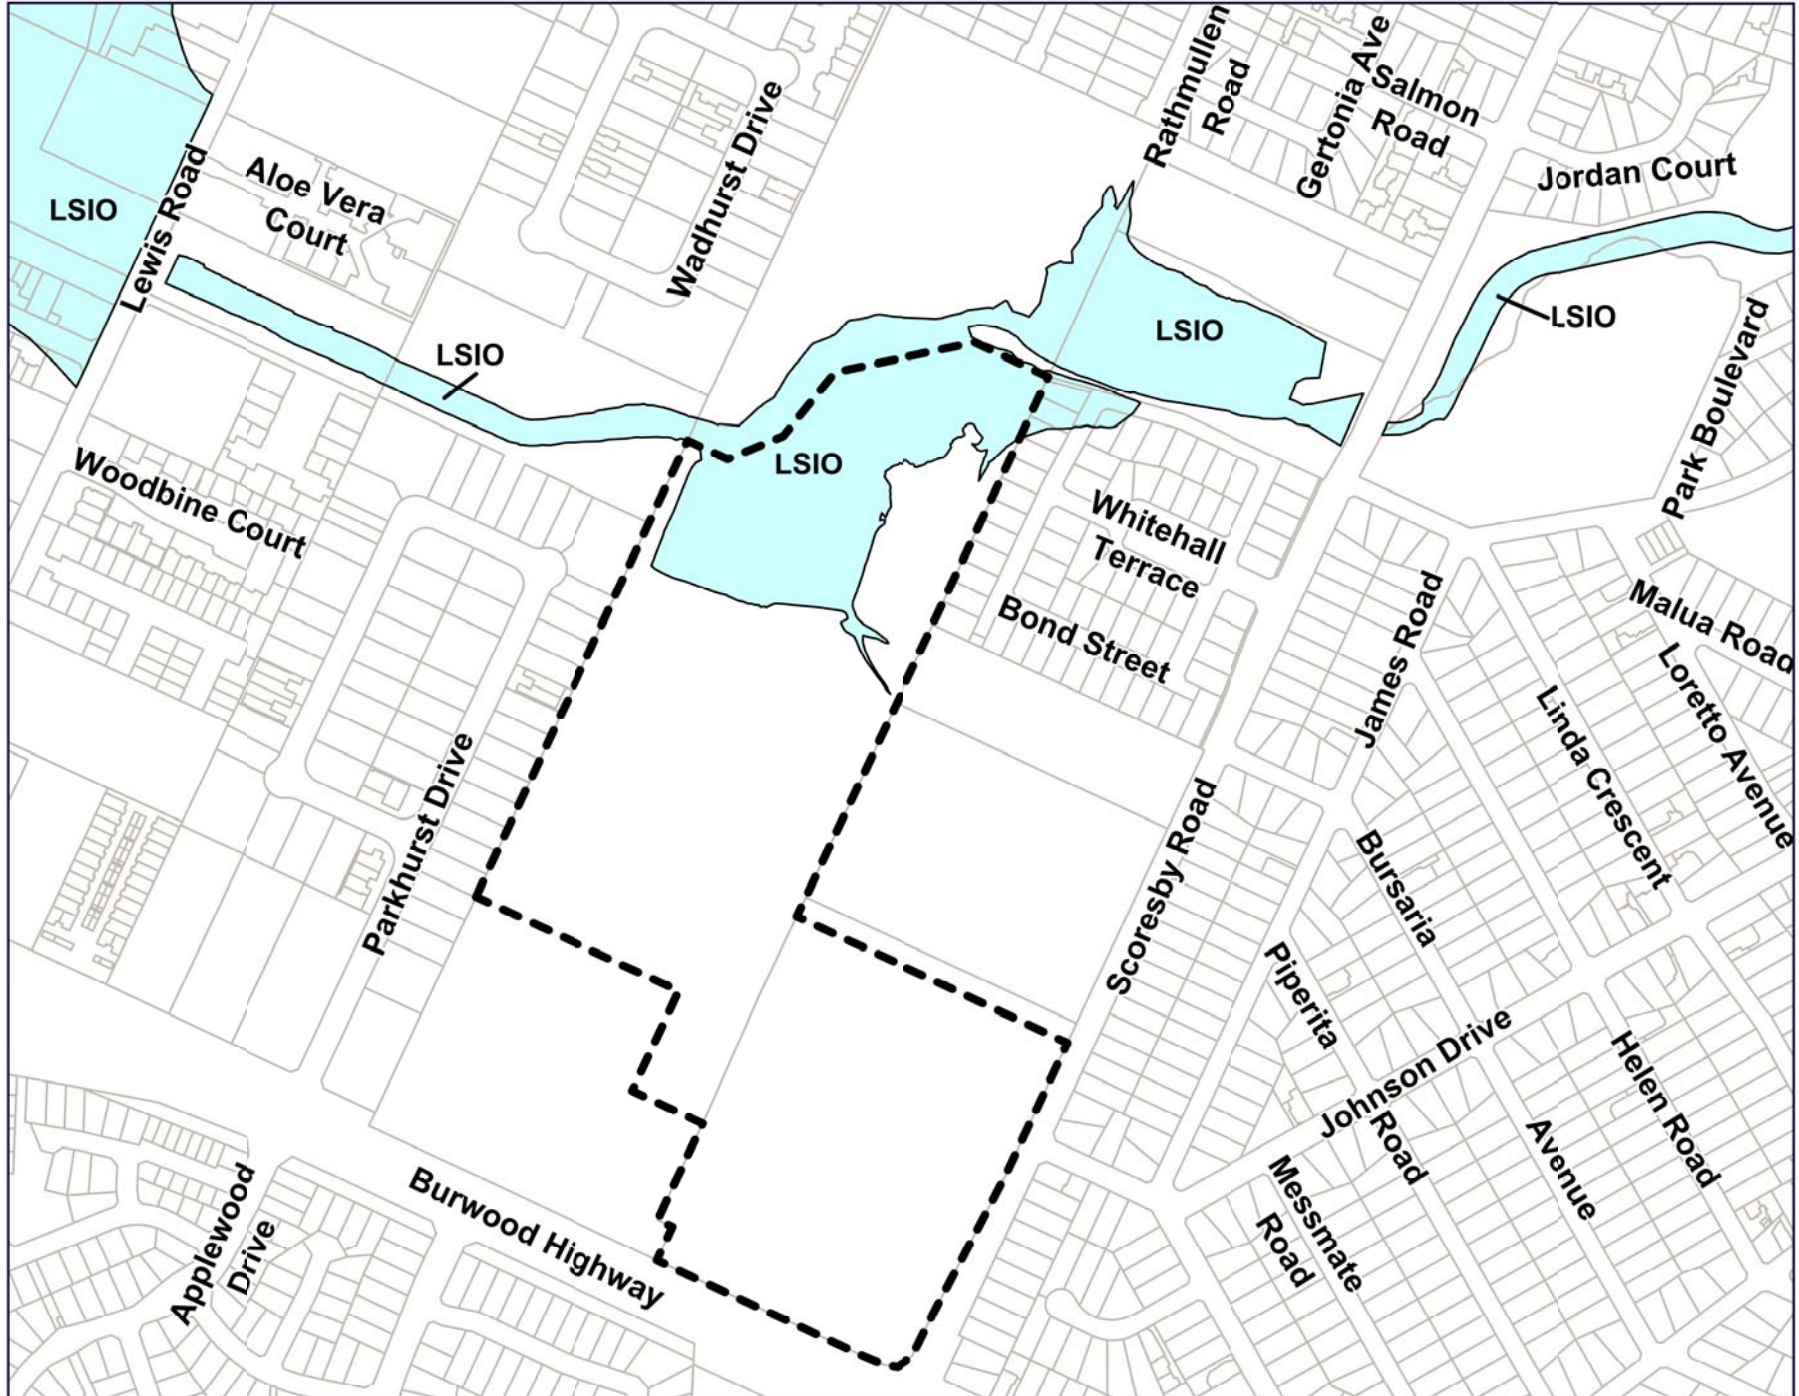 Rathmullen
Road
Gertonia Ave
Salmon
Road
Jordan Court
Wadhurst Drive
Aloe Vera
Court
Lewis Road
LSIO
LSIO
LSIO
LSIO
LSIO
Park Boulevard
Woodbine Court
Whitehall
Terrace
Bond Street
James Road
Malua Road
Loretto Avenue
Linda Crescent
Parkhurst Drive
Scoresby Road
Bursaria
Avenue
Piperita
Road
Johnson Drive
Helen Road
Messmate
Road
Burwood Highway
Applewood
Drive